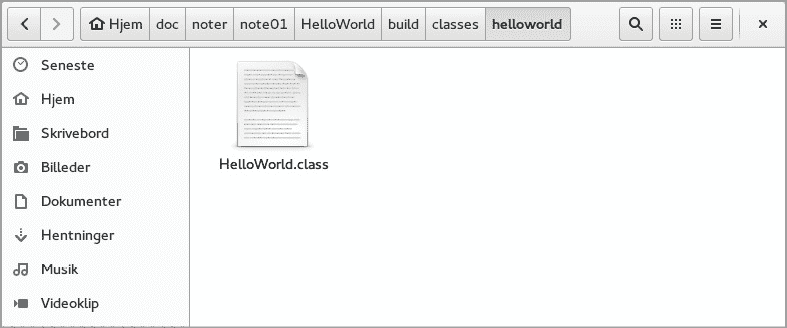 Hjem doc noter note01 HelloWorld build classes helloworld
Seneste
Hjem
Skrivebord
Billeder
Dokumenter
Hentninger
Musik
Videoklip
HelloWorld.class